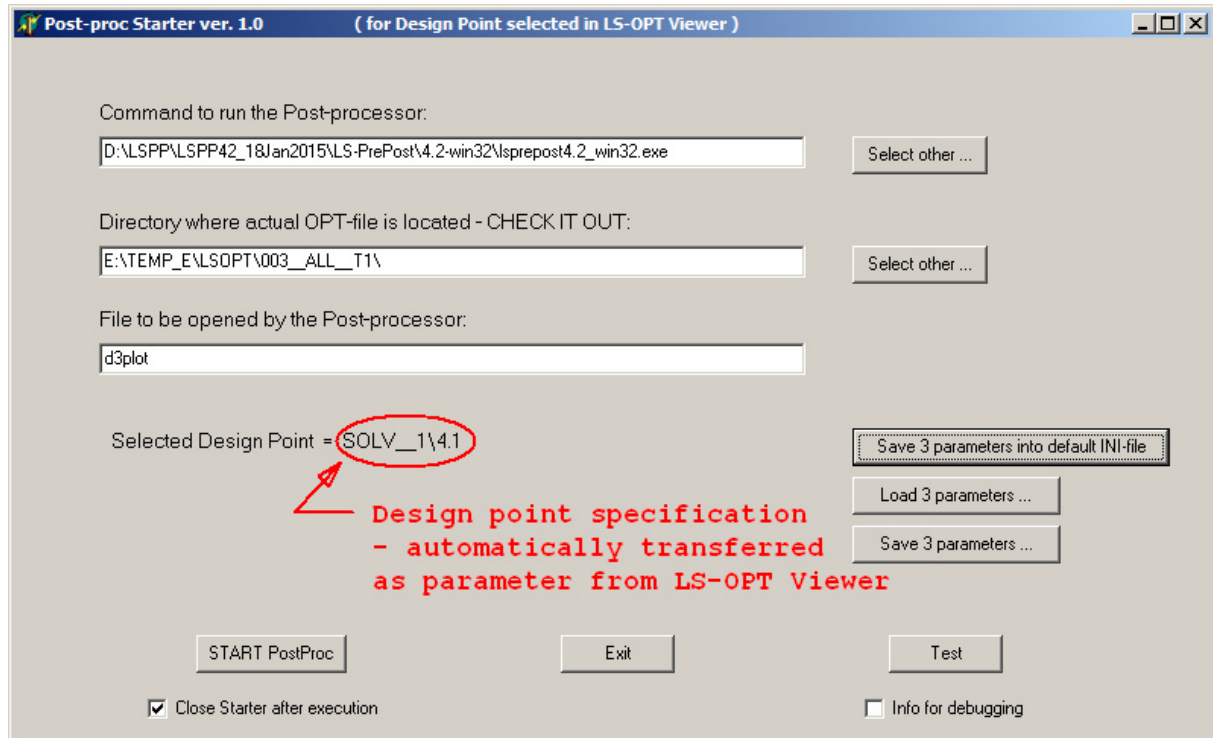 Post-proc Starter ver. 1.0 ( for Design Point selected in LS-OPT Viewer )
Command to run the Post-processor:
D:\LSPP\LSPP42_18Jan2015\LS-PrePost\4.2-win32\lsprepost4.2_win32.exe
Select other ...
Directory where actual OPT-file is located - CHECK IT OUT:
E:\TEMP_E\LSOPT\003__ALL__T1\
Select other ...
File to be opened by the Post-processor:
d3plot
Selected Design Point = SOLV__1\4.1
Save 3 parameters into default INI-file
Load 3 parameters ...
Save 3 parameters ...
Design point specification
- automatically transferred
as parameter from LS-OPT Viewer
START PostProc
Exit
Test
Close Starter after execution
Info for debugging